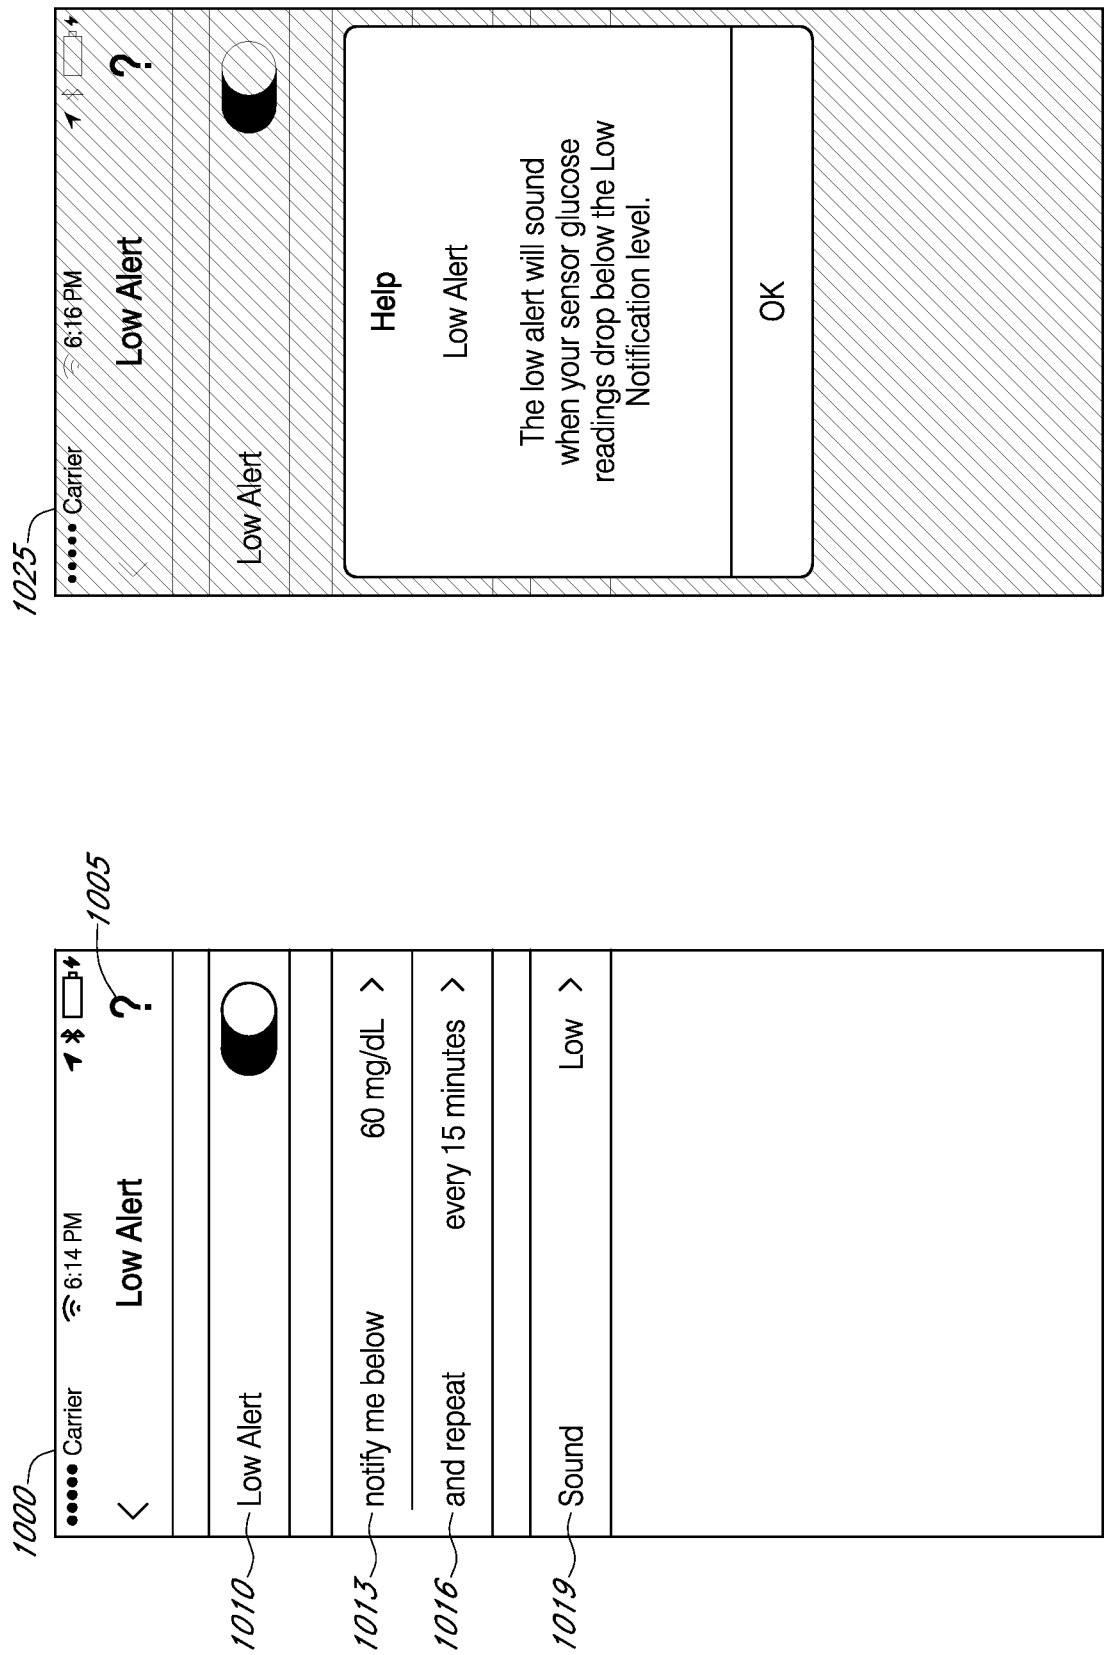 1000
●●●●● Carrier 6:14 PM
< Low Alert ?
1005
1010 Low Alert
1013 notify me below 60 mg/dL >
1016 and repeat every 15 minutes >
1019 Sound Low >
1025
●●●●● Carrier 6:16 PM
< Low Alert ?
Low Alert
Help
Low Alert
The low alert will sound
when your sensor glucose
readings drop below the Low
Notification level.
OK